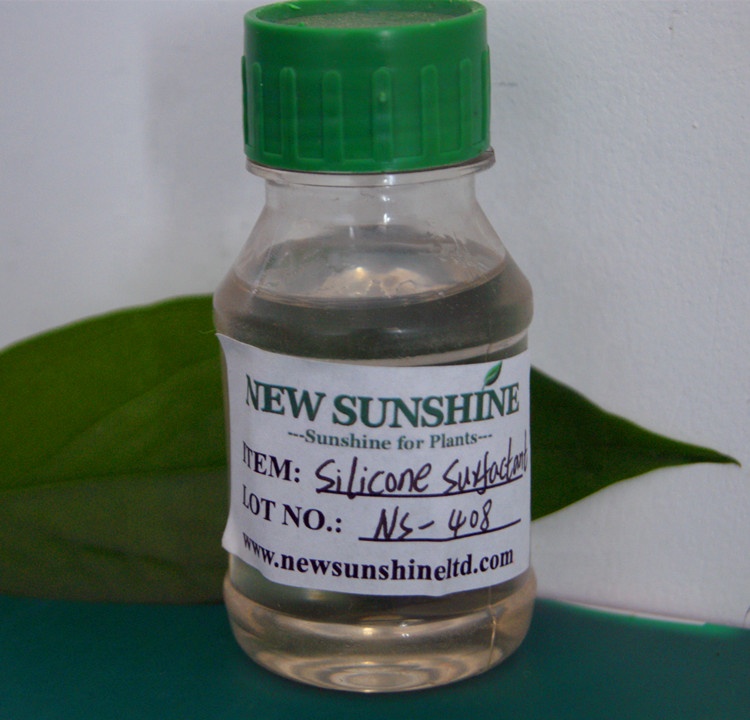 NEW SUNSHINE
---Sunshine for Plants---
ITEM: Silicone Surfactant
LOT NO.: NS-408
www.newsunshineltd.com